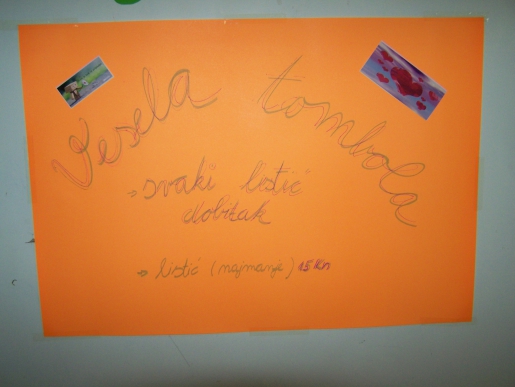 Vesela tombola
→ svaki listić
dobitak
→ listić (najmanje) 15 kn